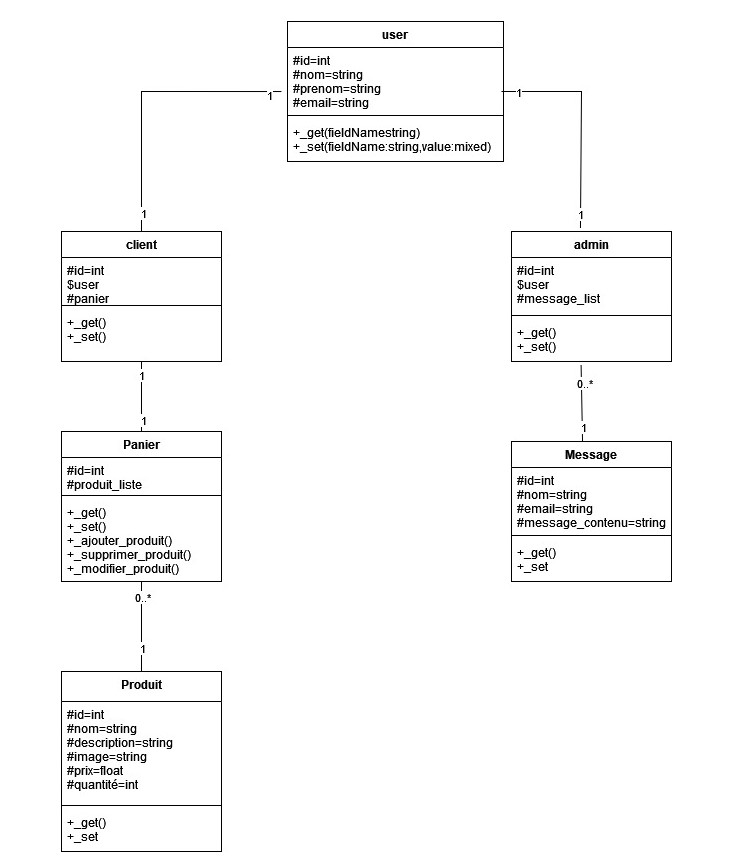 user
#id=int
#nom=string
#prenom=string
#email=string
+_get(fieldNamestring)
+_set(fieldName:string,value:mixed)
1
1
1
1
client
#id=int
$user
#panier
+_get()
+_set()
admin
#id=int
$user
#message_list
+_get()
+_set()
1
0..*
1
1
Panier
#id=int
#produit_liste
+_get()
+_set()
+_ajouter_produit()
+_supprimer_produit()
+_modifier_produit()
Message
#id=int
#nom=string
#email=string
#message_contenu=string
+_get()
+_set
0..*
1
Produit
#id=int
#nom=string
#description=string
#image=string
#prix=float
#quantité=int
+_get()
+_set